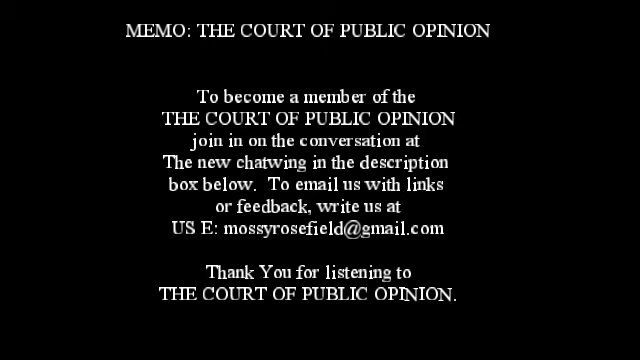 MEMO: THE COURT OF PUBLIC OPINION
To become a member of the
THE COURT OF PUBLIC OPINION
join in on the conversation at
The new chatwing in the description
box below. To email us with links
or feedback, write us at
US E: mossyrosefield@gmail.com
Thank You for listening to
THE COURT OF PUBLIC OPINION.